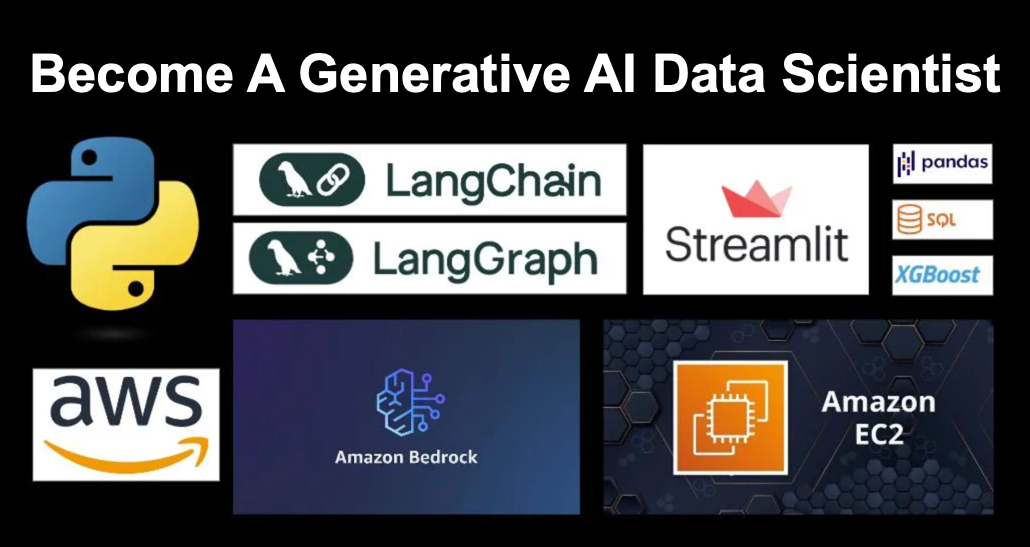 Become A Generative AI Data Scientist
LangChain
LangGraph
Streamlit
pandas
SQL
XGBoost
aws
Amazon Bedrock
Amazon
EC2